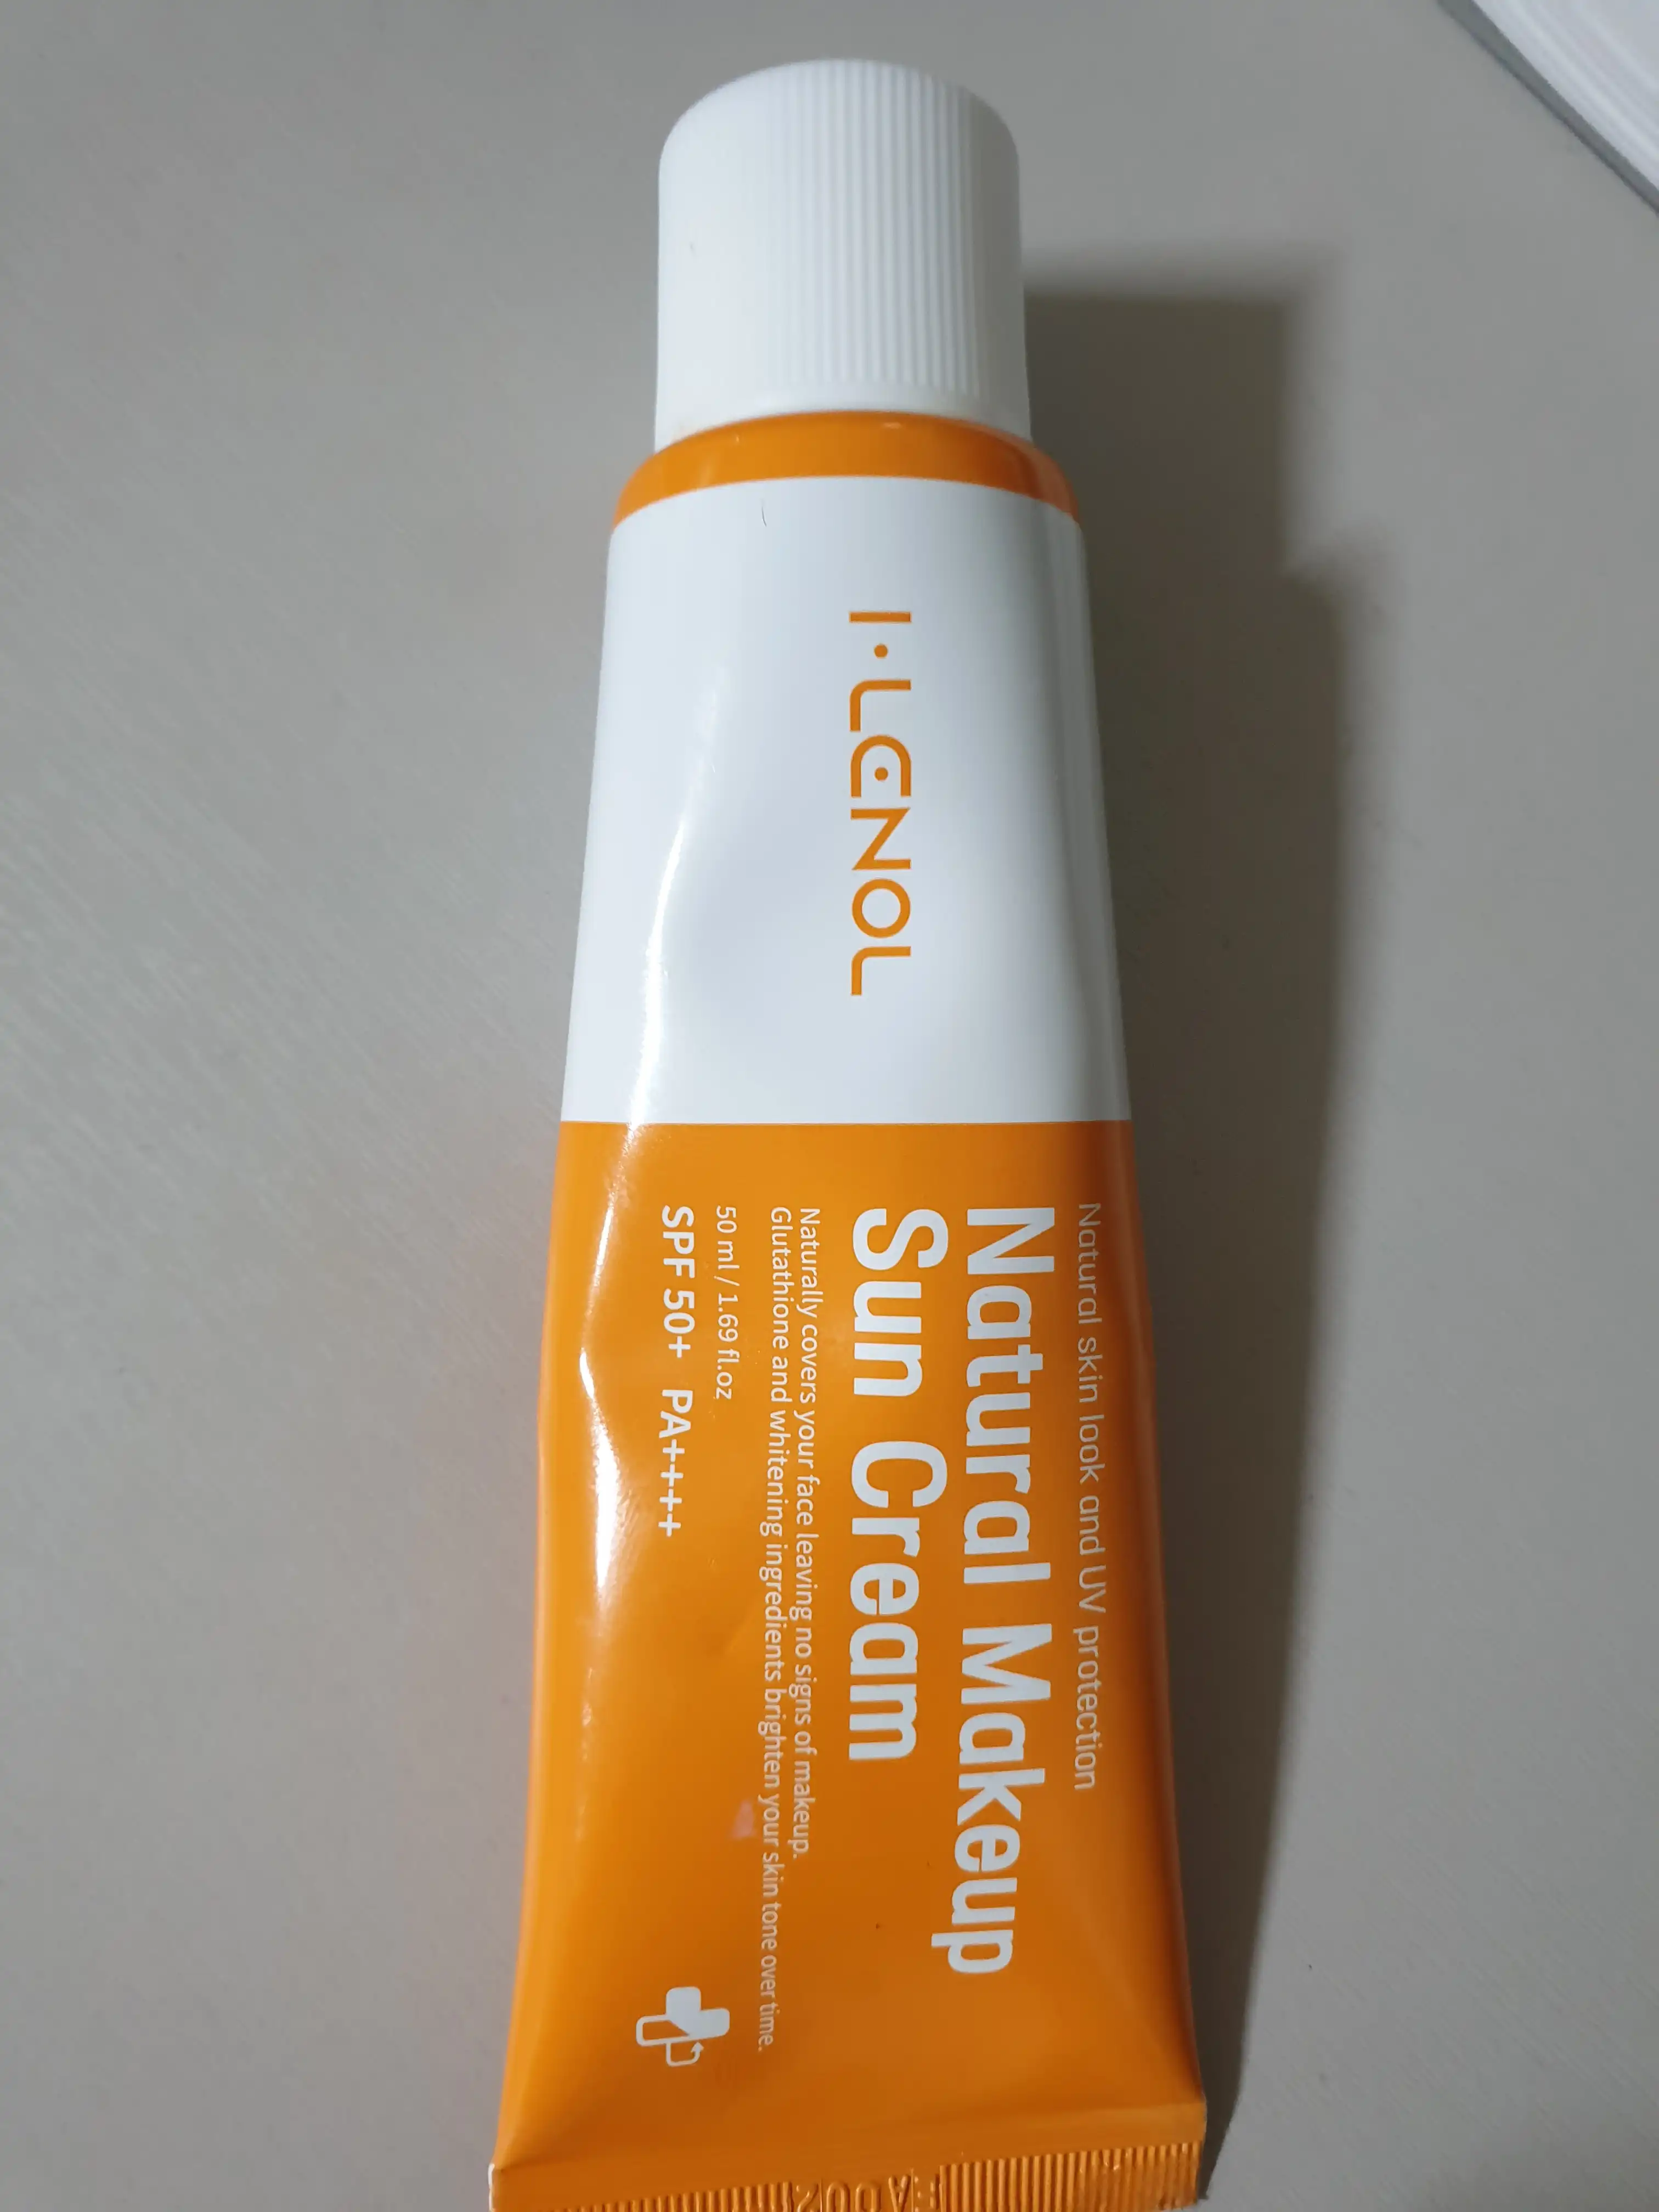 I·LENOL
Natural skin look and UV protection
Natural Makeup
Sun Cream
Naturally covers your face leaving no signs of makeup.
Glutathione and whitening ingredients brighten your skin tone over time.
50 ml / 1.69 fl.oz
SPF 50+ PA++++